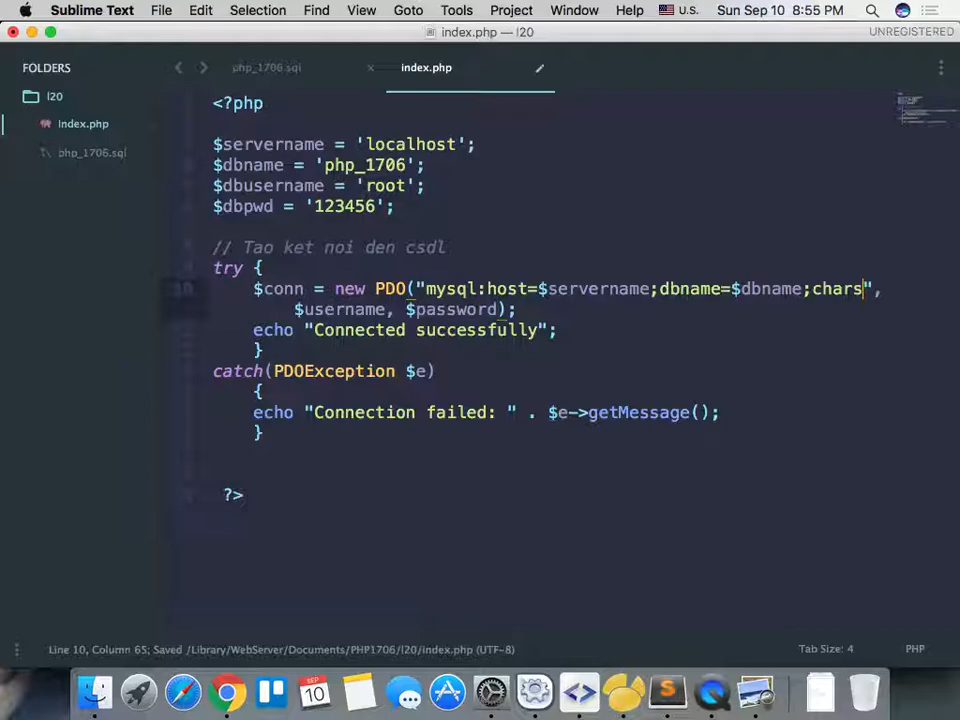 Sublime Text File Edit Selection Find View Goto Tools Project Window Help U.S. Sun Sep 10 8:55 PM
index.php — l20 UNREGISTERED
FOLDERS
l20
index.php
php_1706.sql
php_1706.sql index.php
<?php
$servername = 'localhost';
$dbname = 'php_1706';
$dbusername = 'root';
$dbpwd = '123456';
// Tao ket noi den csdl
try {
10 $conn = new PDO("mysql:host=$servername;dbname=$dbname;chars",
$username, $password);
echo "Connected successfully";
}
catch(PDOException $e)
{
echo "Connection failed: " . $e->getMessage();
}
?>
Line 10, Column 65; Saved /Library/WebServer/Documents/PHP1706/l20/index.php (UTF-8) Tab Size: 4 PHP
SEP
10